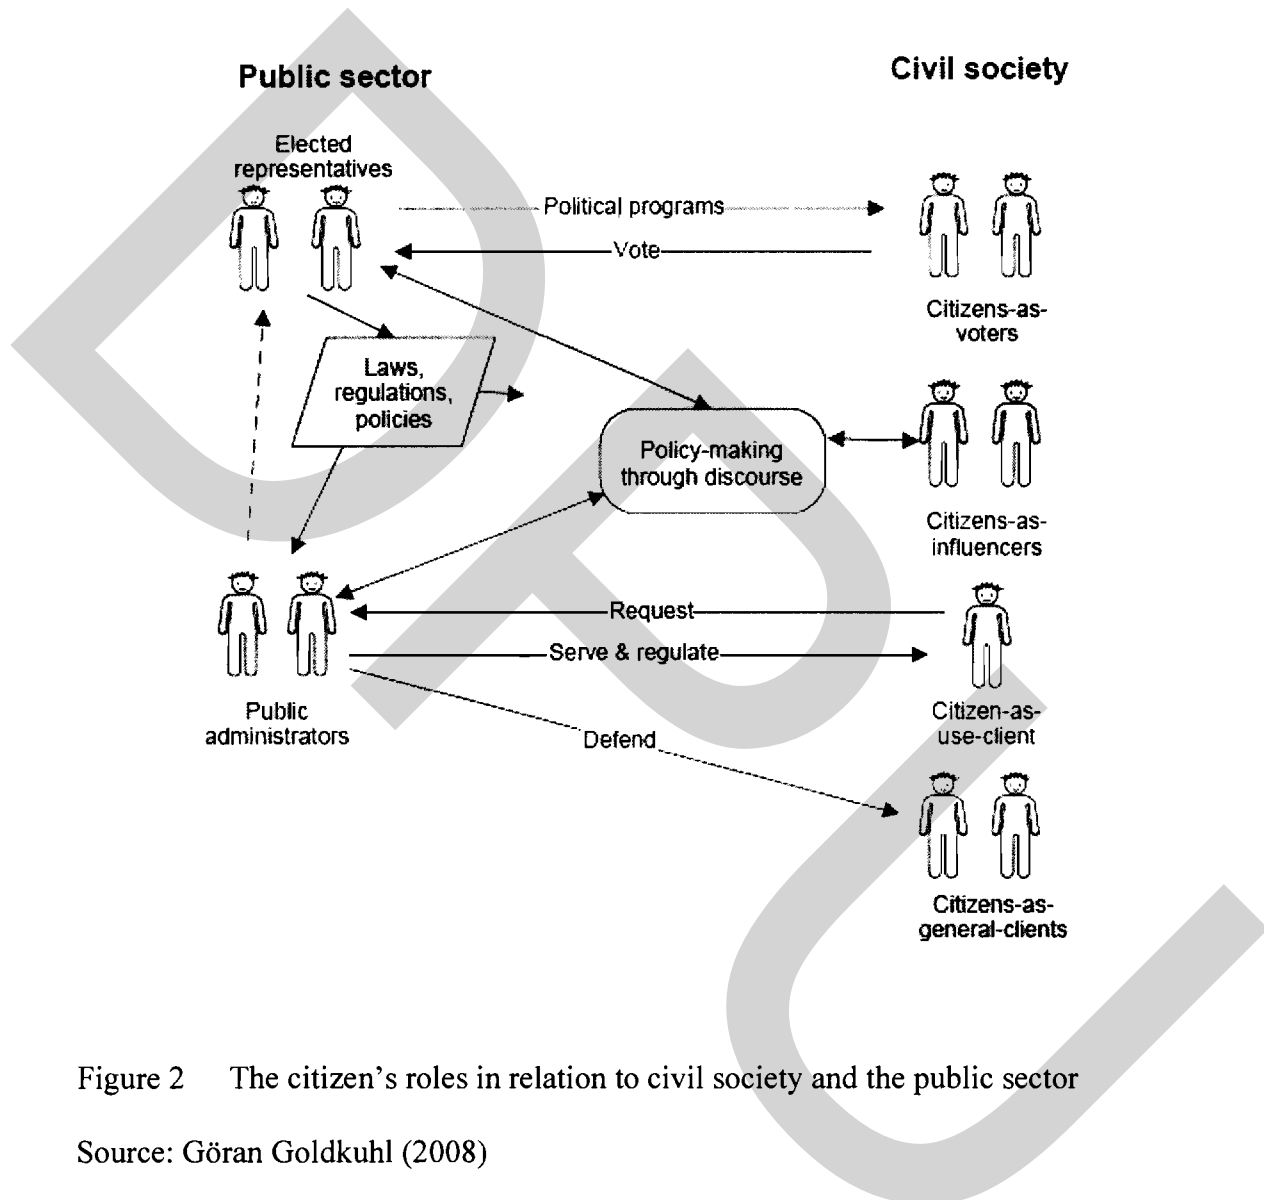 Public sector
Civil society
Elected
representatives
Political programs
Vote
Citizens-as-
voters
Laws,
regulations,
policies
Policy-making
through discourse
Citizens-as-
influencers
Request
Serve & regulate
Public
administrators
Citizen-as-
use-client
Defend
Citizens-as-
general-clients
Figure 2 The citizen's roles in relation to civil society and the public sector
Source: Göran Goldkuhl (2008)
DPU